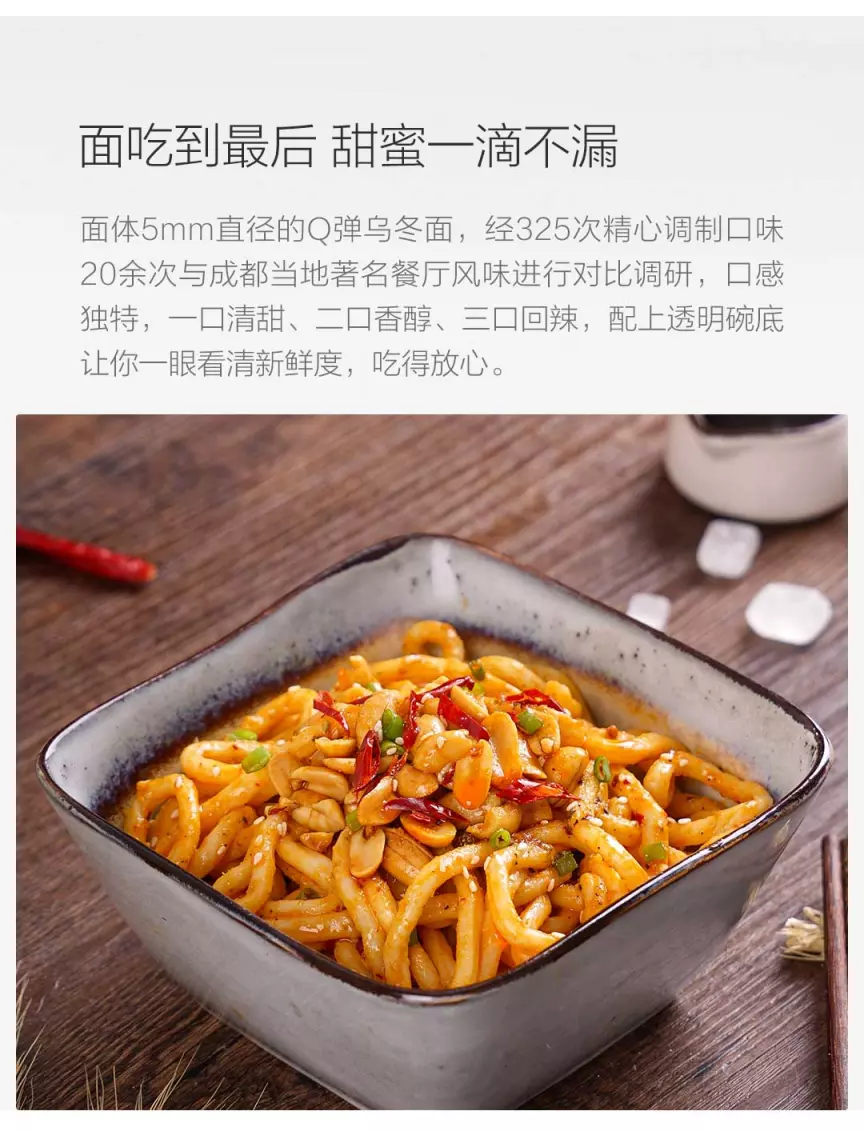 面吃到最后 甜蜜一滴不漏
面体5mm直径的Q弹乌冬面，经325次精心调制口味
20余次与成都当地著名餐厅风味进行对比调研，口感
独特，一口清甜、二口香醇、三口回辣，配上透明碗底
让你一眼看清新鲜度，吃得放心。